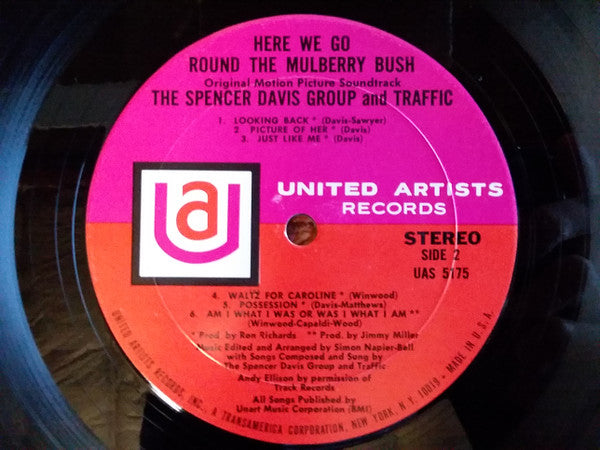 HERE WE GO
ROUND THE MULBERRY BUSH
Original Motion Picture Soundtrack
THE SPENCER DAVIS GROUP and TRAFFIC
1. LOOKING BACK * (Davis-Sawyer)
2. PICTURE OF HER * (Davis)
3. JUST LIKE ME * (Davis)
ua
UNITED ARTISTS
RECORDS
STEREO
SIDE 2
UAS 5175
4. WALTZ FOR CAROLINE * (Winwood)
5. POSSESSION * (Davis-Matthews)
6. AM I WHAT I WAS OR WAS I WHAT I AM **
(Winwood-Capaldi-Wood)
* Prod. by Ron Richards ** Prod. by Jimmy Miller
Music Edited and Arranged by Simon Napier-Bell
with Songs Composed and Sung by
The Spencer Davis Group and Traffic
Andy Ellison by permission of
Track Records
All Songs Published by
Unart Music Corporation (BMI)
UNITED ARTISTS RECORDS, INC., A TRANSAMERICA CORPORATION, NEW YORK, N.Y. 10019 • MADE IN U.S.A.